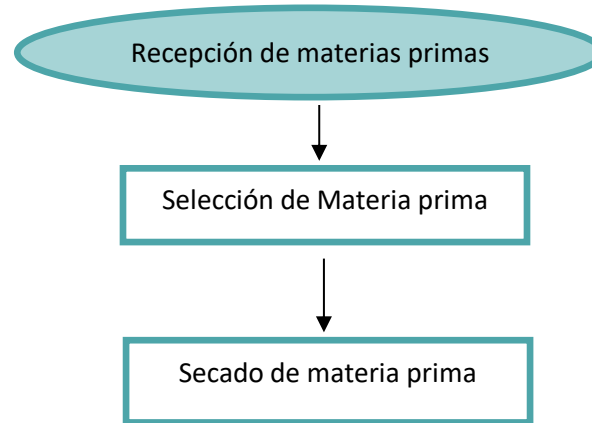 Recepción de materias primas
Selección de Materia prima
Secado de materia prima